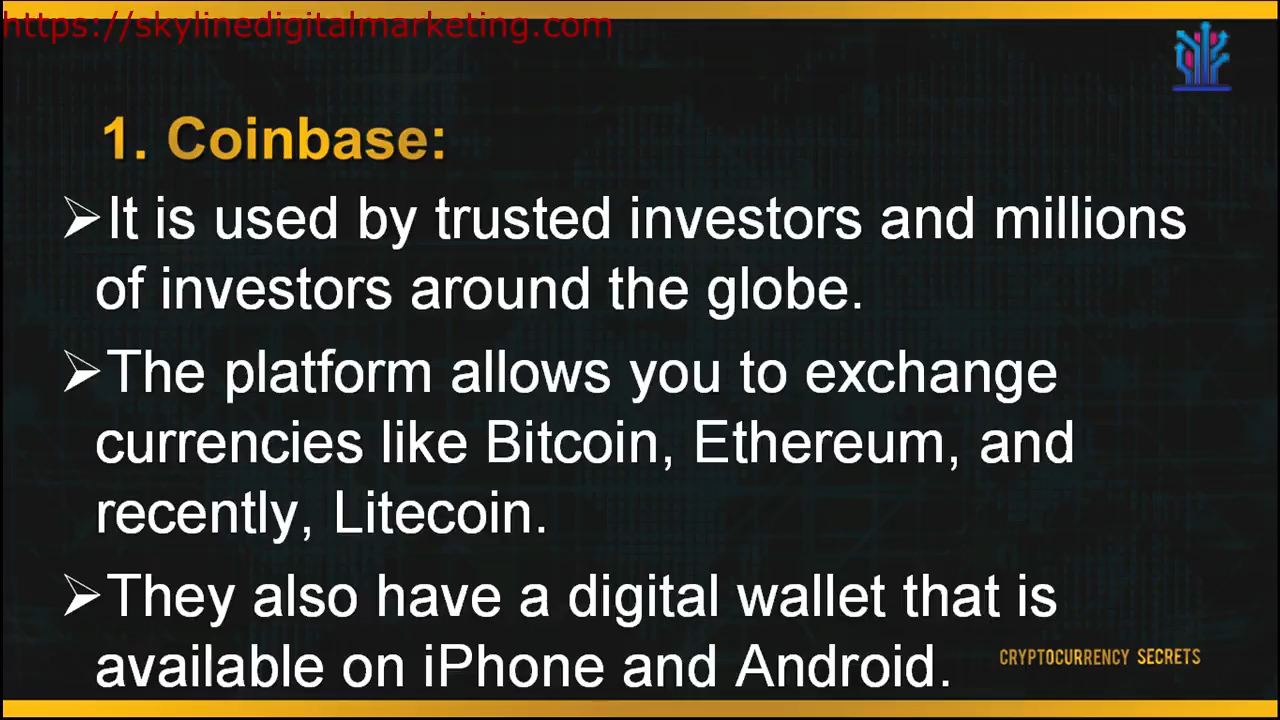 https://skylinedigitalmarketing.com
1. Coinbase:
➢It is used by trusted investors and millions
of investors around the globe.
➢The platform allows you to exchange
currencies like Bitcoin, Ethereum, and
recently, Litecoin.
➢They also have a digital wallet that is
available on iPhone and Android.
CRYPTOCURRENCY SECRETS